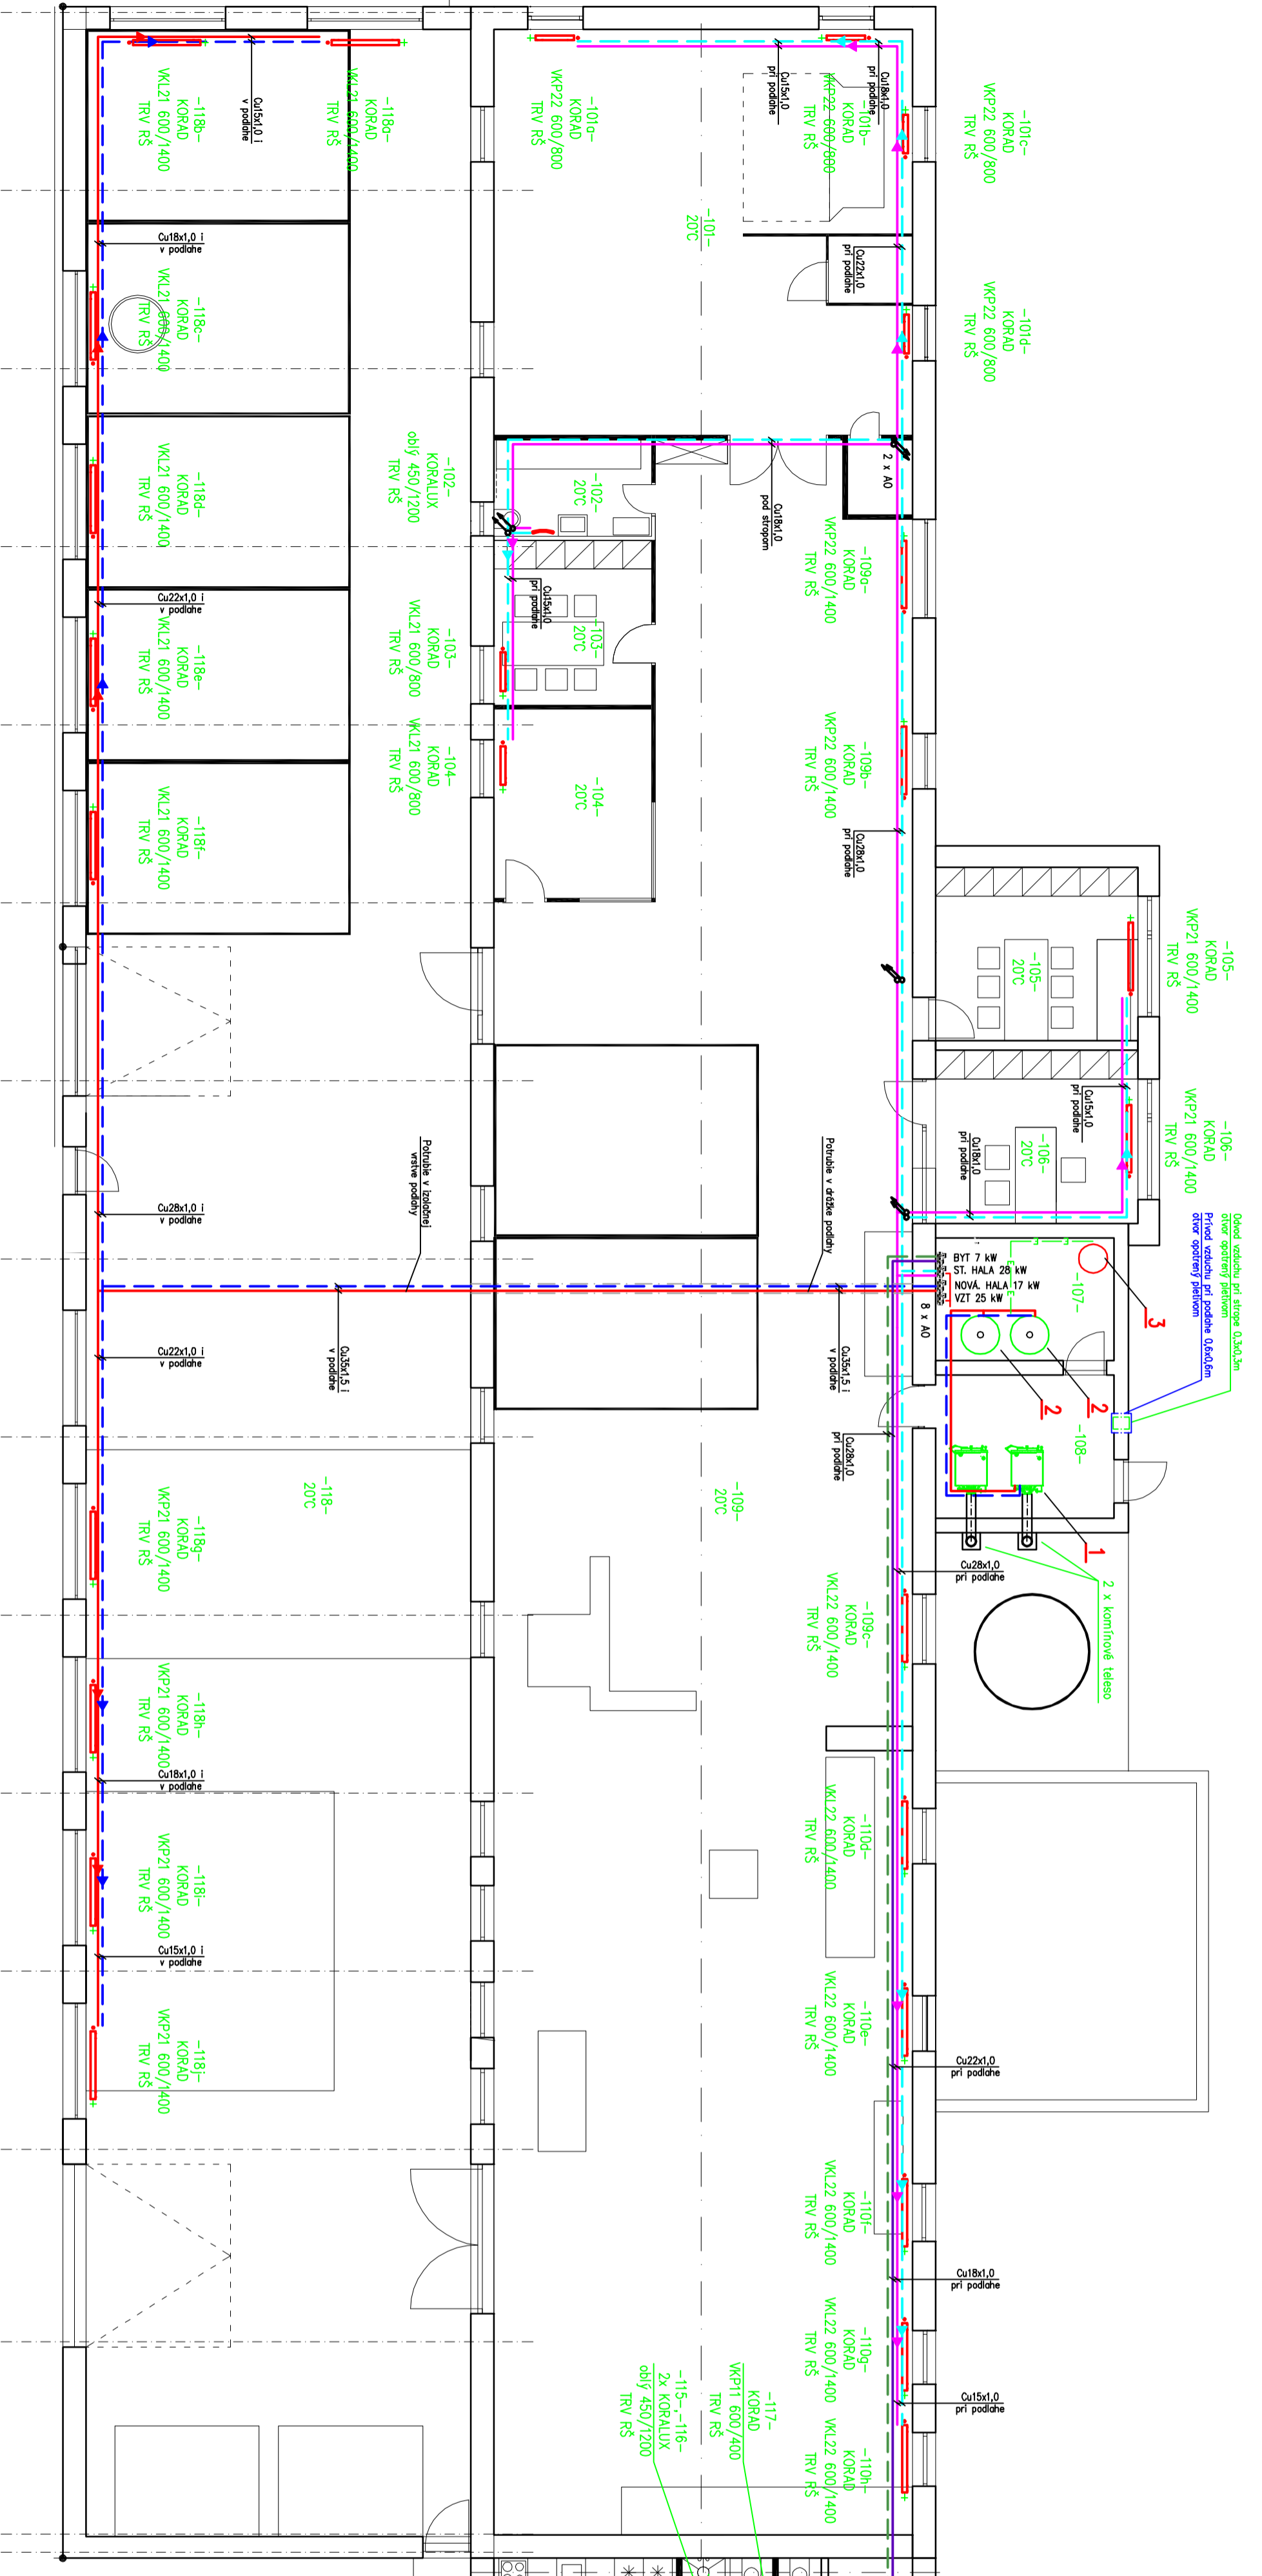 -101c-
KORAD
VKP22 600/800
TRV RŠ
-101d-
KORAD
VKP22 600/800
TRV RŠ
-101a-
KORAD
VKP22 600/800
TRV RŠ
Cu15x1,0
pri podlahe
Cu18x1,0
pri podlahe
-101b-
KORAD
VKP22 600/800
TRV RŠ
-101-
20°C
Cu22x1,0
pri podlahe
-118a-
KORAD
VKL21 600/1400
TRV RŠ
Cu15x1,0 i
v podlahe
-118b-
KORAD
VKL21 600/1400
TRV RŠ
Cu18x1,0 i
v podlahe
-118c-
KORAD
VKL21 600/1400
TRV RŠ
-118d-
KORAD
VKL21 600/1400
TRV RŠ
Cu22x1,0 i
v podlahe
-118e-
KORAD
VKL21 600/1400
TRV RŠ
-118f-
KORAD
VKL21 600/1400
TRV RŠ
-102-
KORALUX
oblý 450/1200
TRV RŠ
-102-
20°C
Cu18x1,0
pod stropom
2 x AO
-103-
KORAD
VKL21 600/800
TRV RŠ
Cu15x1,0
pri podlahe
-103-
20°C
-104-
KORAD
VKL21 600/800
TRV RŠ
-104-
20°C
-109a-
KORAD
VKP22 600/1400
TRV RŠ
-109b-
KORAD
VKP22 600/1400
TRV RŠ
Cu28x1,0
pri podlahe
-105-
KORAD
VKP21 600/1400
TRV RŠ
-105-
20°C
-106-
KORAD
VKP21 600/1400
TRV RŠ
Cu15x1,0
pri podlahe
-106-
20°C
Cu18x1,0
pri podlahe
Odvod vzduchu pri strope 0,3x0,3m
otvor opatrený pletivom
Prívod vzduchu pri podlahe 0,6x0,6m
otvor opatrený pletivom
BYT 7 kW
ST. HALA 28 kW
NOVÁ. HALA 17 kW
VZT 25 kW
-107-
3
8 x AO
2
2
-108-
1
2 x komínové teleso
Potrubie v drážke podlahy
Potrubie v izolačnej
vrstve podlahy
Cu28x1,0 i
v podlahe
Cu22x1,0 i
v podlahe
Cu35x1,5 i
v podlahe
Cu35x1,5 i
v podlahe
Cu28x1,0
pri podlahe
Cu28x1,0
pri podlahe
-118-
20°C
-109-
20°C
-118g-
KORAD
VKP21 600/1400
TRV RŠ
-118h-
KORAD
VKP21 600/1400
TRV RŠ
Cu18x1,0 i
v podlahe
-118i-
KORAD
VKP21 600/1400
TRV RŠ
Cu15x1,0 i
v podlahe
-118j-
KORAD
VKP21 600/1400
TRV RŠ
-109c-
KORAD
VKL22 600/1400
TRV RŠ
-110d-
KORAD
VKL22 600/1400
TRV RŠ
-110e-
KORAD
VKL22 600/1400
TRV RŠ
Cu22x1,0
pri podlahe
-110f-
KORAD
VKL22 600/1400
TRV RŠ
Cu18x1,0
pri podlahe
-110g-
KORAD
VKL22 600/1400
TRV RŠ
Cu15x1,0
pri podlahe
-110h-
KORAD
VKL22 600/1400
TRV RŠ
-117-
KORAD
VKP11 600/400
TRV RŠ
-115-,-116-
2x KORALUX
oblý 450/1200
TRV RŠ